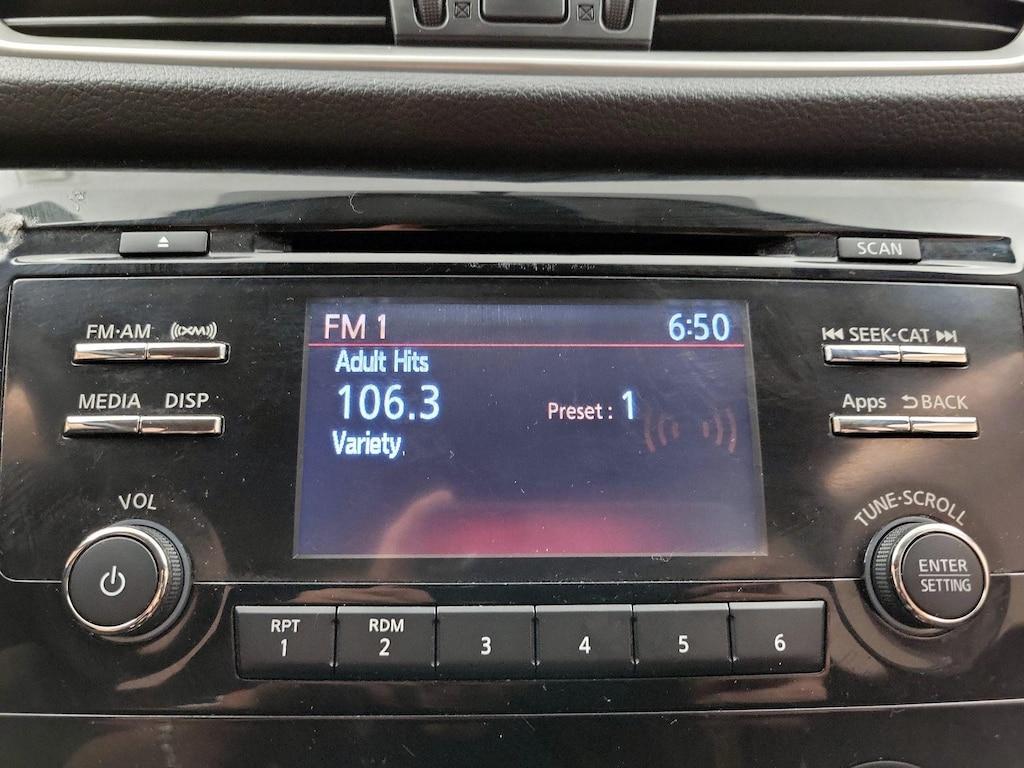 SCAN
FM·AM ((XM))
MEDIA DISP
VOL
FM 1 6:50
Adult Hits
106.3
Preset : 1
Variety
SEEK·CAT
Apps BACK
TUNE·SCROLL
ENTER
SETTING
RPT
1
RDM
2
3
4
5
6